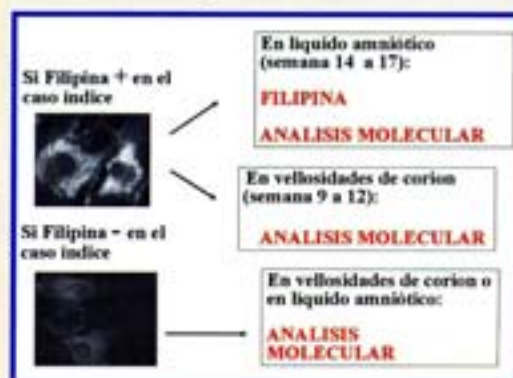 Si Filipina + en el
caso indice
En liquido amniótico
(semana 14 a 17):
FILIPINA
ANALISIS MOLECULAR
En vellosidades de corion
(semana 9 a 12):
ANALISIS MOLECULAR
Si Filipina - en el
caso indice
En vellosidades de corion o
en liquido amniótico:
ANALISIS
MOLECULAR